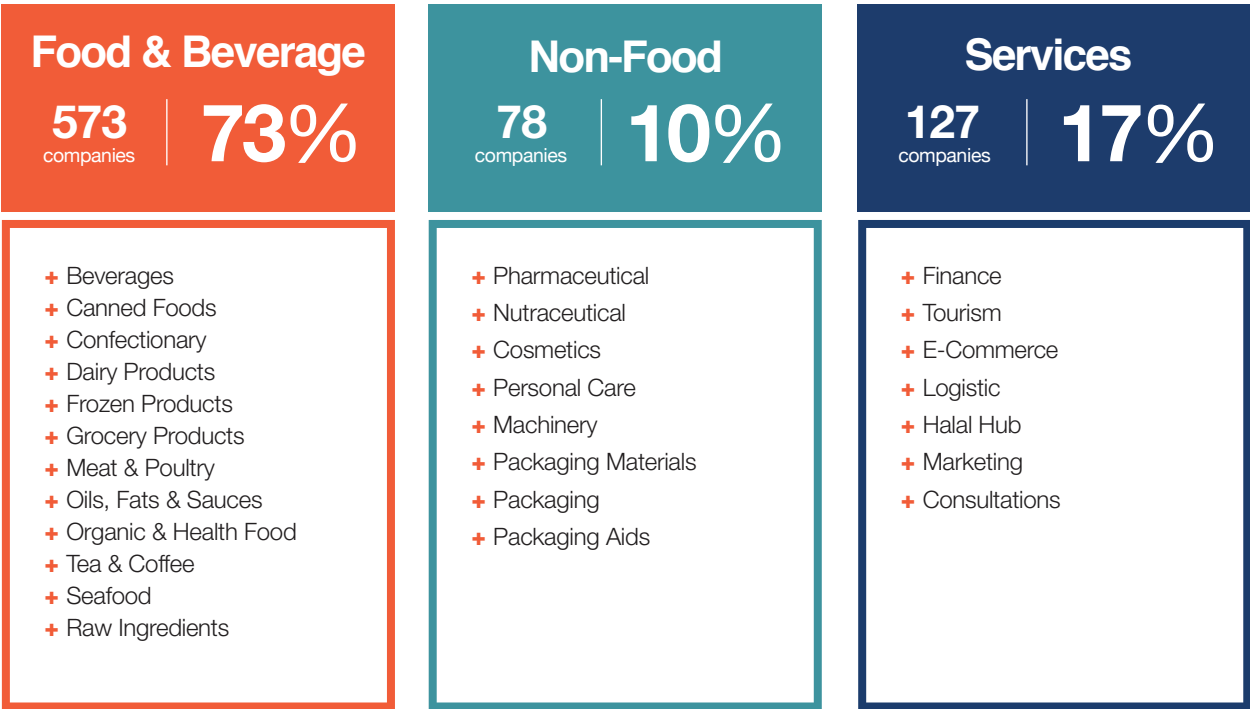 Food & Beverage
573
companies
73%
+ Beverages
+ Canned Foods
+ Confectionary
+ Dairy Products
+ Frozen Products
+ Grocery Products
+ Meat & Poultry
+ Oils, Fats & Sauces
+ Organic & Health Food
+ Tea & Coffee
+ Seafood
+ Raw Ingredients
Non-Food
78
companies
10%
+ Pharmaceutical
+ Nutraceutical
+ Cosmetics
+ Personal Care
+ Machinery
+ Packaging Materials
+ Packaging
+ Packaging Aids
Services
127
companies
17%
+ Finance
+ Tourism
+ E-Commerce
+ Logistic
+ Halal Hub
+ Marketing
+ Consultations